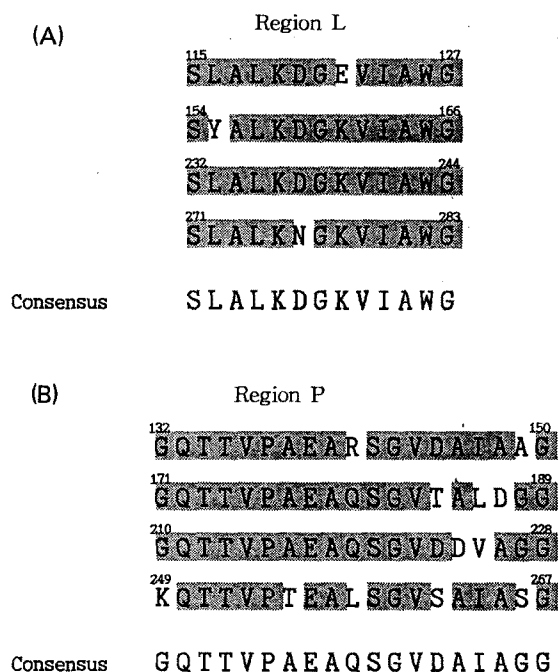 (A)
Region L
115 127
SLALKDGEVIAWG
154 166
SYALKDGKVIAWG
232 244
SLALKDGKVIAWG
271 283
SLALKNGKVIAWG
Consensus SLALKDGKVIAWG
(B)
Region P
132 150
GQTTVPAEARSGVDAIAAG
171 189
GQTTVPAEAQSGVTALDGG
210 228
GQTTVPAEAQSGVDDVAGG
249 267
KQTTVPTEALSGVSAIASG
Consensus GQTTVPAEAQSGVDAIAGG